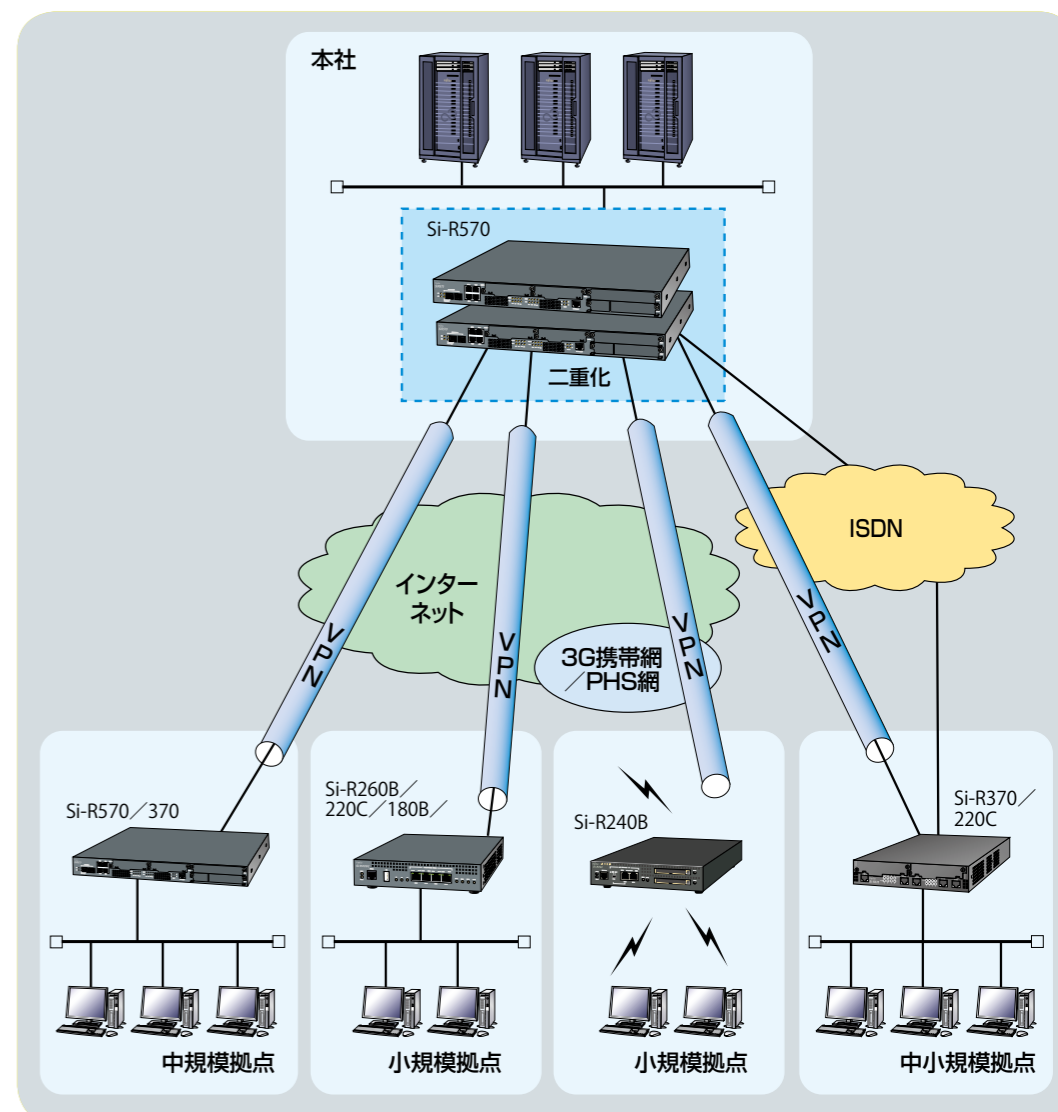 本社
Si-R570
二重化
ISDN
インター
ネット
VPN
VPN
VPN
VPN
3G携帯網
／PHS網
Si-R570／370
Si-R260B／
220C／180B／
Si-R240B
Si-R370／
220C
中規模拠点
小規模拠点
小規模拠点
中小規模拠点